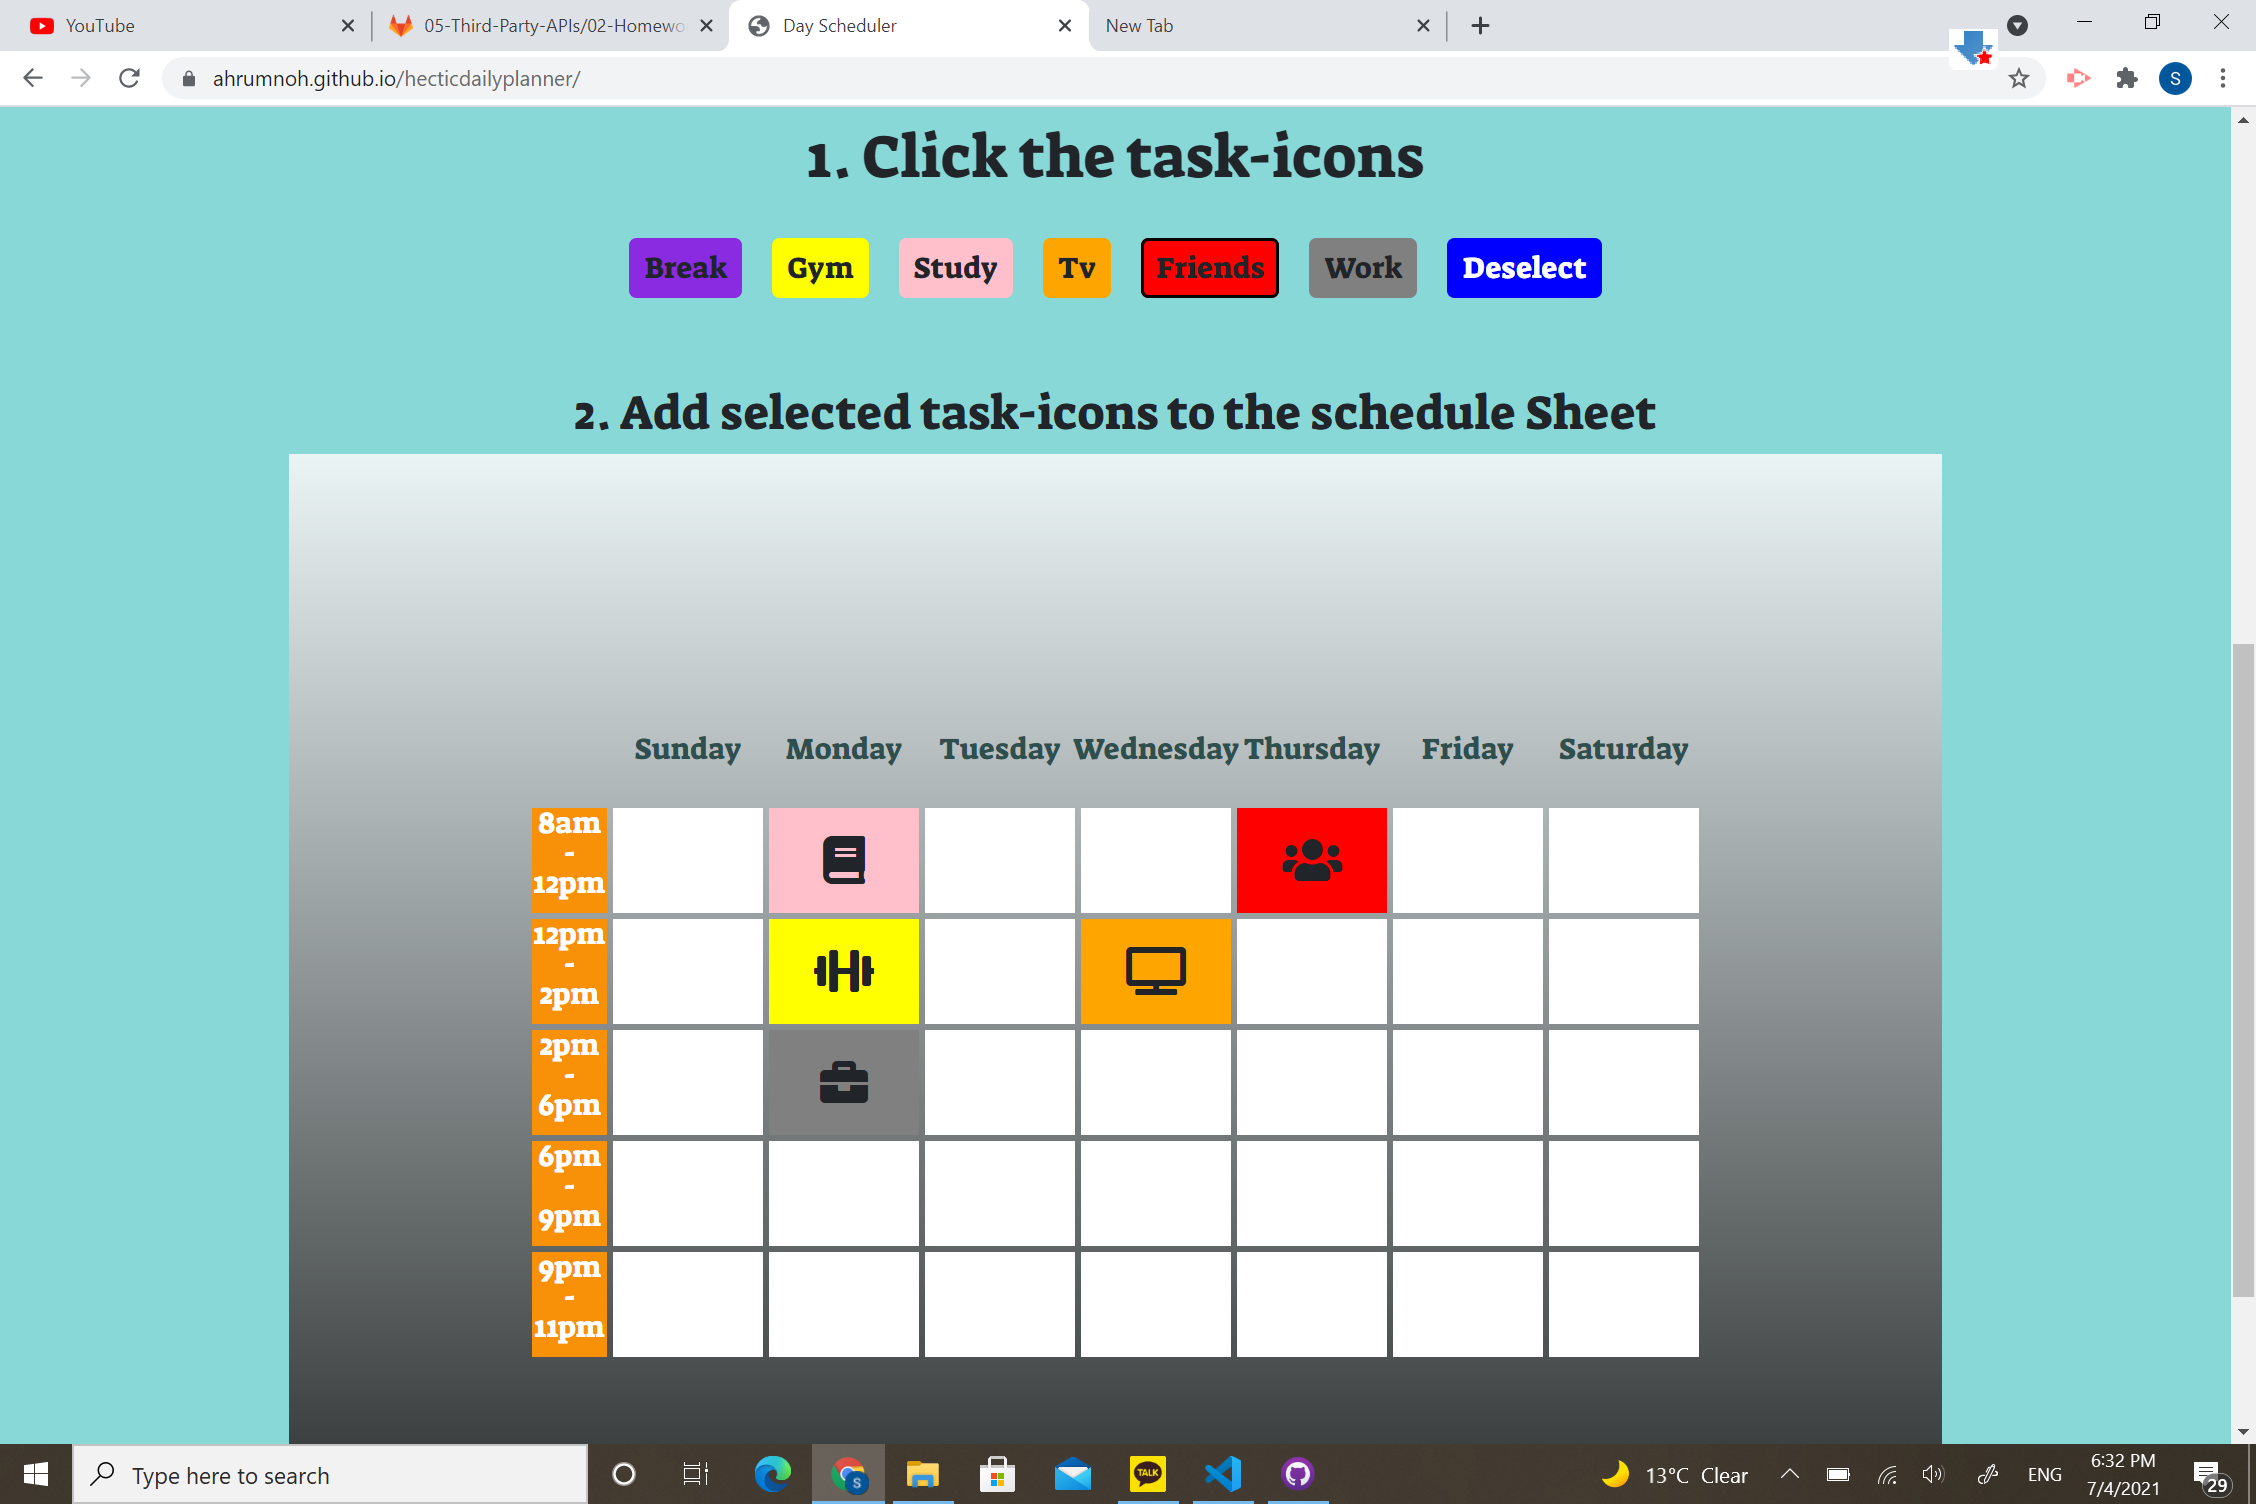 YouTube
05-Third-Party-APIs/02-Homewo
Day Scheduler
New Tab
ahrumnoh.github.io/hecticdailyplanner/
S
1. Click the task-icons
Break Gym Study Tv Friends Work Deselect
2. Add selected task-icons to the schedule Sheet
Sunday Monday Tuesday Wednesday Thursday Friday Saturday
8am
-
12pm
12pm
-
2pm
2pm
-
6pm
6pm
-
9pm
9pm
-
11pm
Type here to search
S
TALK
13°C Clear
ENG
6:32 PM
7/4/2021
29